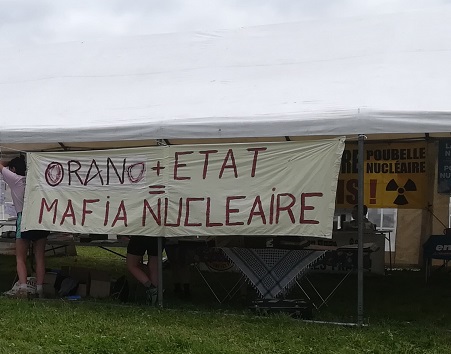 ORANO + ETAT
=
MAFiA NUCLEAiRE
POUBELLE
NUCLÉAIRE
!